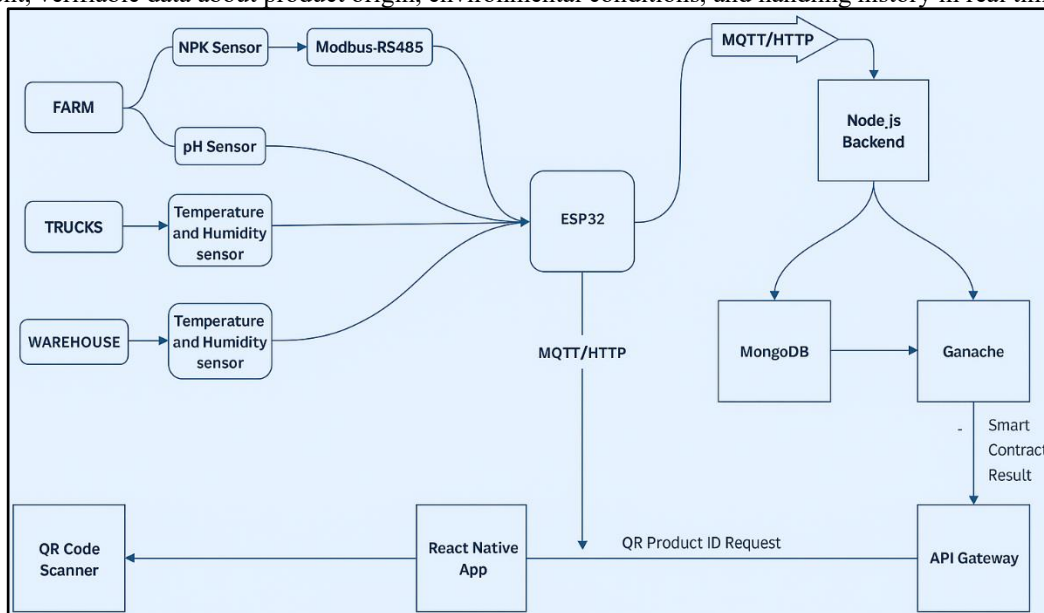 verifiable data about product origin, environmental conditions, and handling history in real
NPK Sensor
Modbus-RS485
MQTT/HTTP
FARM
Node.js
Backend
pH Sensor
TRUCKS
Temperature
and Humidity
sensor
ESP32
WAREHOUSE
Temperature
and Humidity
sensor
MQTT/HTTP
MongoDB
Ganache
Smart
Contract
Result
QR Code
Scanner
React Native
App
QR Product ID Request
API Gateway